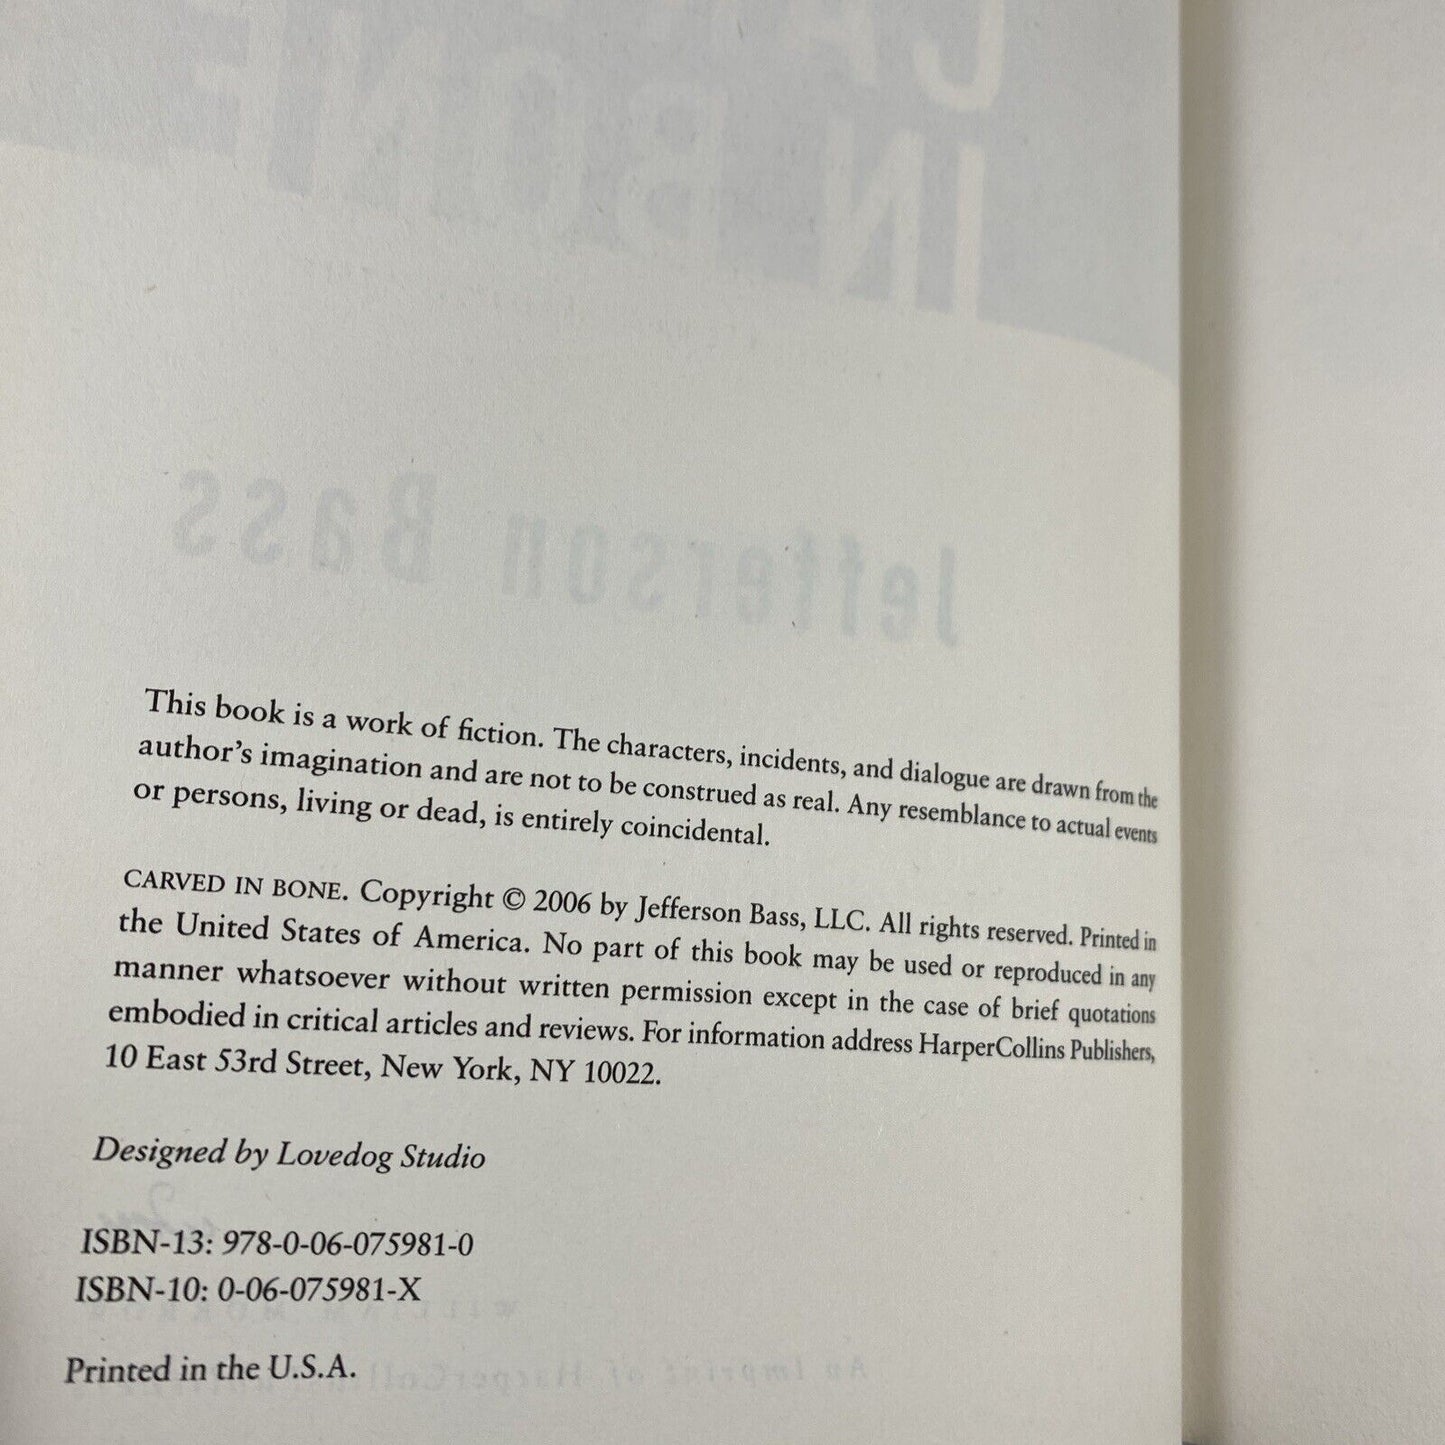 This book is a work of fiction. The characters, incidents, and dialogue are drawn from the
author's imagination and are not to be construed as real. Any resemblance to actual events
or persons, living or dead, is entirely coincidental.
CARVED IN BONE. Copyright © 2006 by Jefferson Bass, LLC. All rights reserved. Printed in
the United States of America. No part of this book may be used or reproduced in any
manner whatsoever without written permission except in the case of brief quotations
embodied in critical articles and reviews. For information address HarperCollins Publishers,
10 East 53rd Street, New York, NY 10022.
Designed by Lovedog Studio
ISBN-13: 978-0-06-075981-0
ISBN-10: 0-06-075981-X
Printed in the U.S.A.